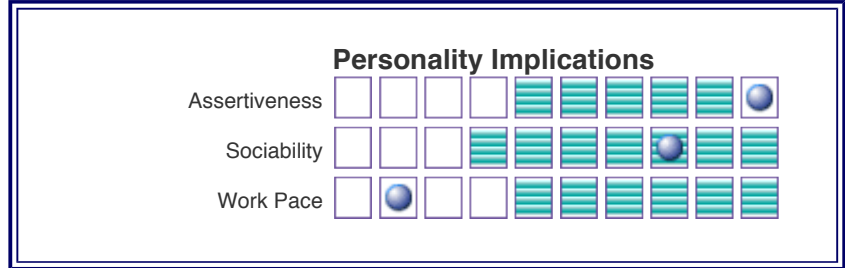 Personality Implications
Assertiveness
Sociability
Work Pace